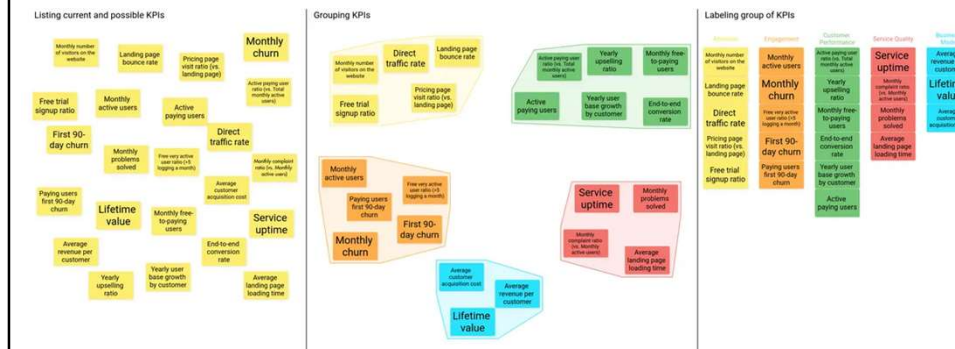 Listing current and possible KPIs
Monthly number
of visitors on the
website
Landing page
bounce rate
Pricing page
visit ratio (vs.
landing page)
Monthly
churn
Free trial
signup ratio
Monthly
active users
Active
paying users
Active paying user
ratio (vs. Total
monthly active
users)
First 90-
day churn
Direct
traffic rate
Monthly
problems
solved
Free very active
user ratio (+5
logging a month)
Monthly complaint
ratio (vs. Monthly
active users)
Paying users
first 90-day
churn
Average
customer
acquisition cost
Lifetime
value
Monthly free-
to-paying
users
Service
uptime
Average
revenue per
customer
End-to-end
conversion
rate
Yearly
upselling
ratio
Yearly user
base growth
by customer
Average
landing page
loading time
Grouping KPIs
Monthly number
of visitors on the
website
Direct
traffic rate
Landing page
bounce rate
Free trial
signup ratio
Pricing page
visit ratio (vs.
landing page)
Active paying user
ratio (vs. Total
monthly active
users)
Yearly
upselling
ratio
Monthly free-
to-paying
users
Active
paying users
Yearly user
base growth
by customer
End-to-end
conversion
rate
Monthly
active users
Free very active
user ratio (+5
logging a month)
Paying users
first 90-day
churn
First 90-
day churn
Monthly
churn
Service
uptime
Monthly
problems
solved
Monthly
complaint ratio
(vs. Monthly
active users)
Average
landing page
loading time
Average
customer
acquisition cost
Average
revenue per
customer
Lifetime
value
Labeling group of KPIs
Engagement
Customer
Performance
Service Quality
Monthly number
of visitors on the
website
Landing page
bounce rate
Direct
traffic rate
Pricing page
visit ratio (vs.
landing page)
Free trial
signup ratio
Monthly
active users
Monthly
churn
Free very active
user ratio (+5
logging a month)
First 90-
day churn
Paying users
first 90-day
churn
Active paying user
ratio (vs. Total
monthly active
users)
Yearly
upselling
ratio
Monthly free-
to-paying
users
End-to-end
conversion
rate
Yearly user
base growth
by customer
Active
paying users
Service
uptime
Monthly complaint
ratio (vs. Monthly
active users)
Monthly
problems
solved
Average
landing page
loading time